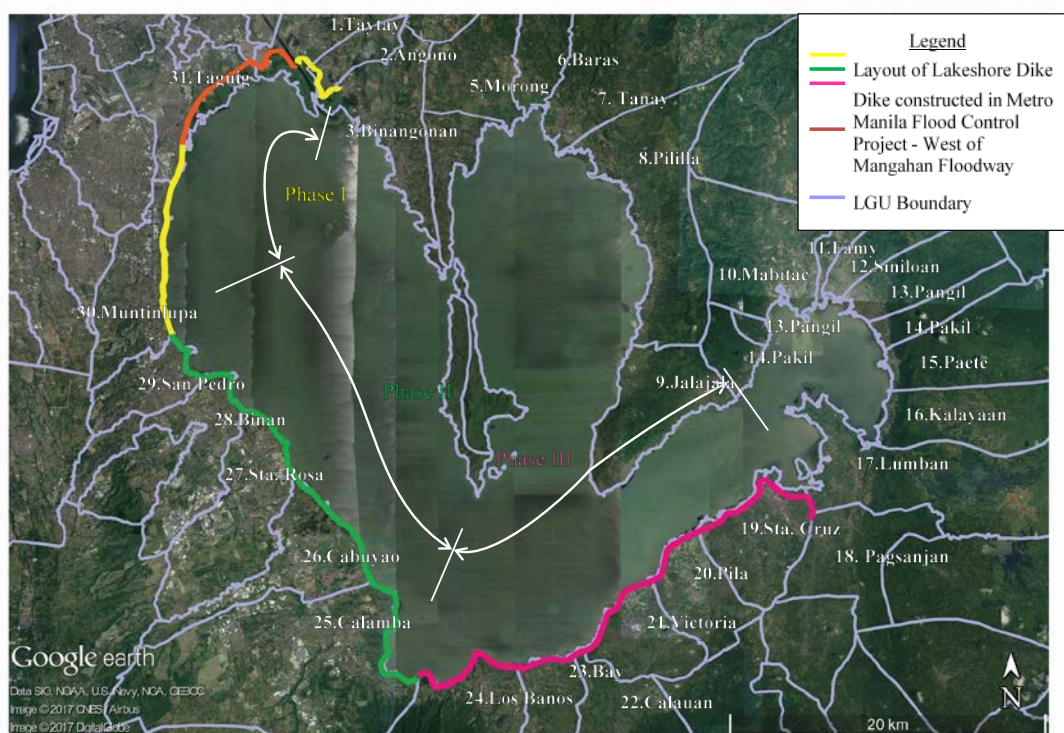 1.Taytay
2.Angono
6.Baras
5.Morong
7. Tanay
31.Taguig
3.Binangonan
8.Pililla
Phase I
Legend
Layout of Lakeshore Dike
Dike constructed in Metro
Manila Flood Control
Project - West of
Mangahan Floodway
LGU Boundary
11.Famy
12.Siniloan
10.Mabitac
13.Pangil
30.Muntinlupa
13.Pangil
14.Pakil
14.Pakil
15.Paete
29.San Pedro
Phase II
9.Jalajala
28.Binan
16.Kalayaan
27.Sta. Rosa
Phase III
17.Lumban
26.Cabuyao
19.Sta. Cruz
18. Pagsanjan
20.Pila
25.Calamba
21.Victoria
Google earth
23.Bay
24.Los Banos
22.Calauan
Data SIO, NOAA, U.S. Navy, NGA, GEBCO
Image © 2017 CNES / Airbus
Image © 2017 DigitalGlobe
N
20 km